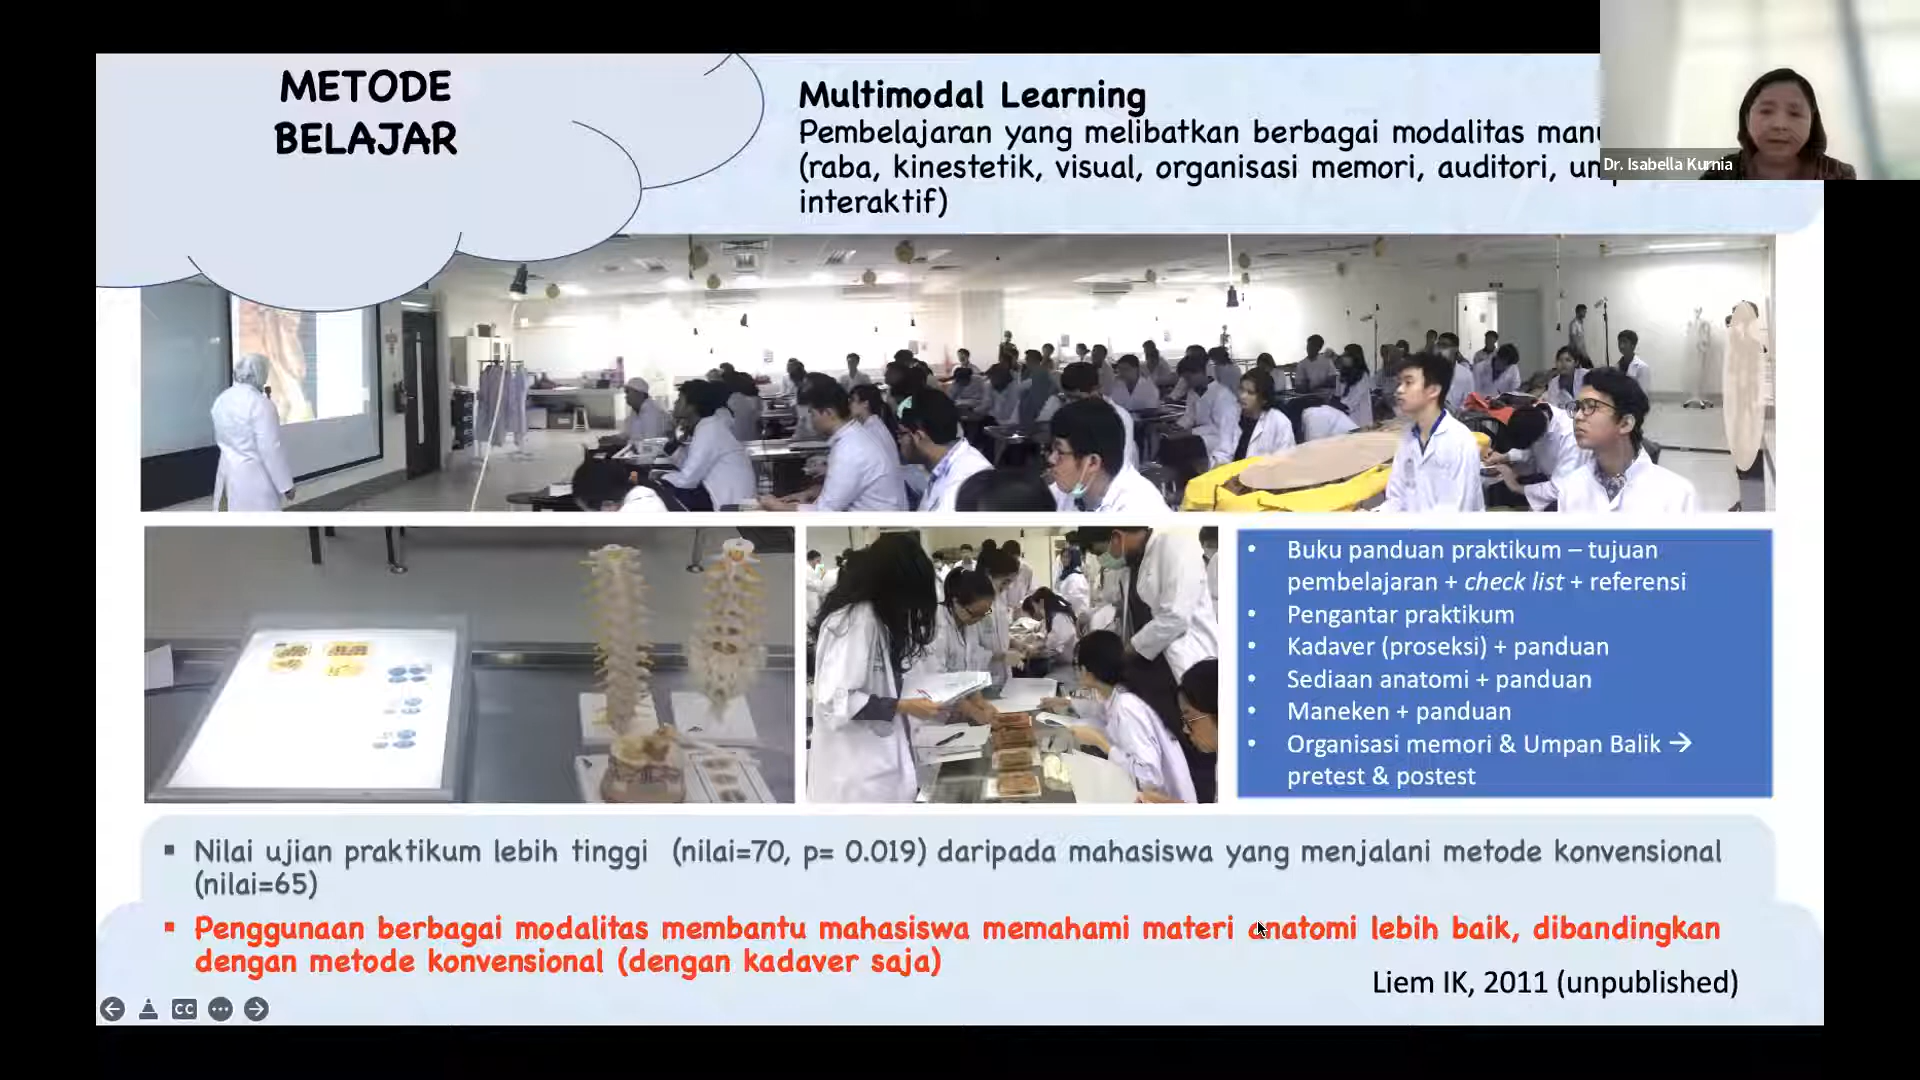 METODE
BELAJAR
Multimodal Learning
Pembelajaran yang melibatkan berbagai modalitas
(raba, kinestetik, visual, organisasi memori, auditori,
interaktif)
Dr. Isabella Kurnia
• Buku panduan praktikum – tujuan
pembelajaran + check list + referensi
• Pengantar praktikum
• Kadaver (proseksi) + panduan
• Sediaan anatomi + panduan
• Maneken + panduan
• Organisasi memori & Umpan Balik →
pretest & postest
▪ Nilai ujian praktikum lebih tinggi (nilai=70, p= 0.019) daripada mahasiswa yang menjalani metode konvensional
(nilai=65)
▪ Penggunaan berbagai modalitas membantu mahasiswa memahami materi anatomi lebih baik, dibandingkan
dengan metode konvensional (dengan kadaver saja)
Liem IK, 2011 (unpublished)
CC